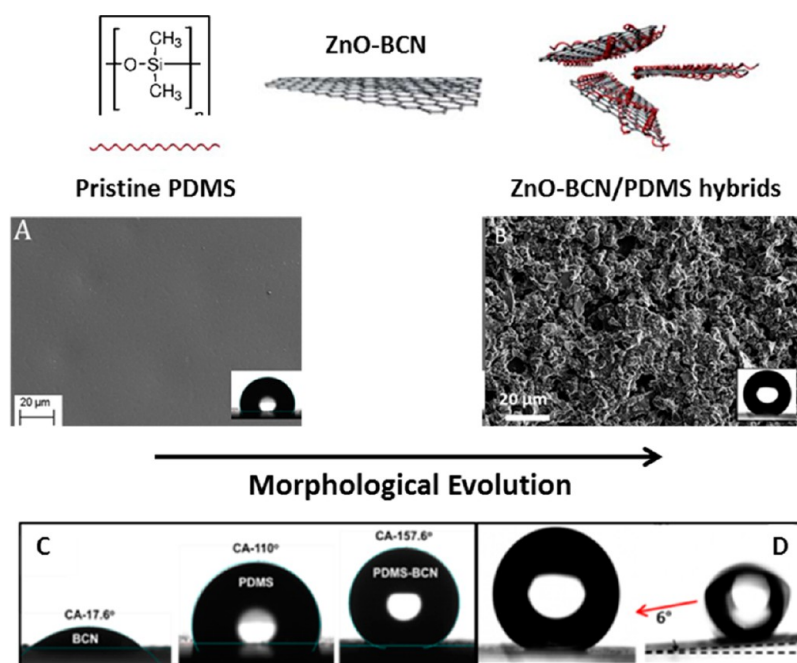 CH₃
O Si
CH₃
n
ZnO-BCN
Pristine PDMS
ZnO-BCN/PDMS hybrids
A
B
20 µm
20 µm
Morphological Evolution
C
CA-17.6°
BCN
CA-110°
PDMS
CA-157.6°
PDMS-BCN
D
6°